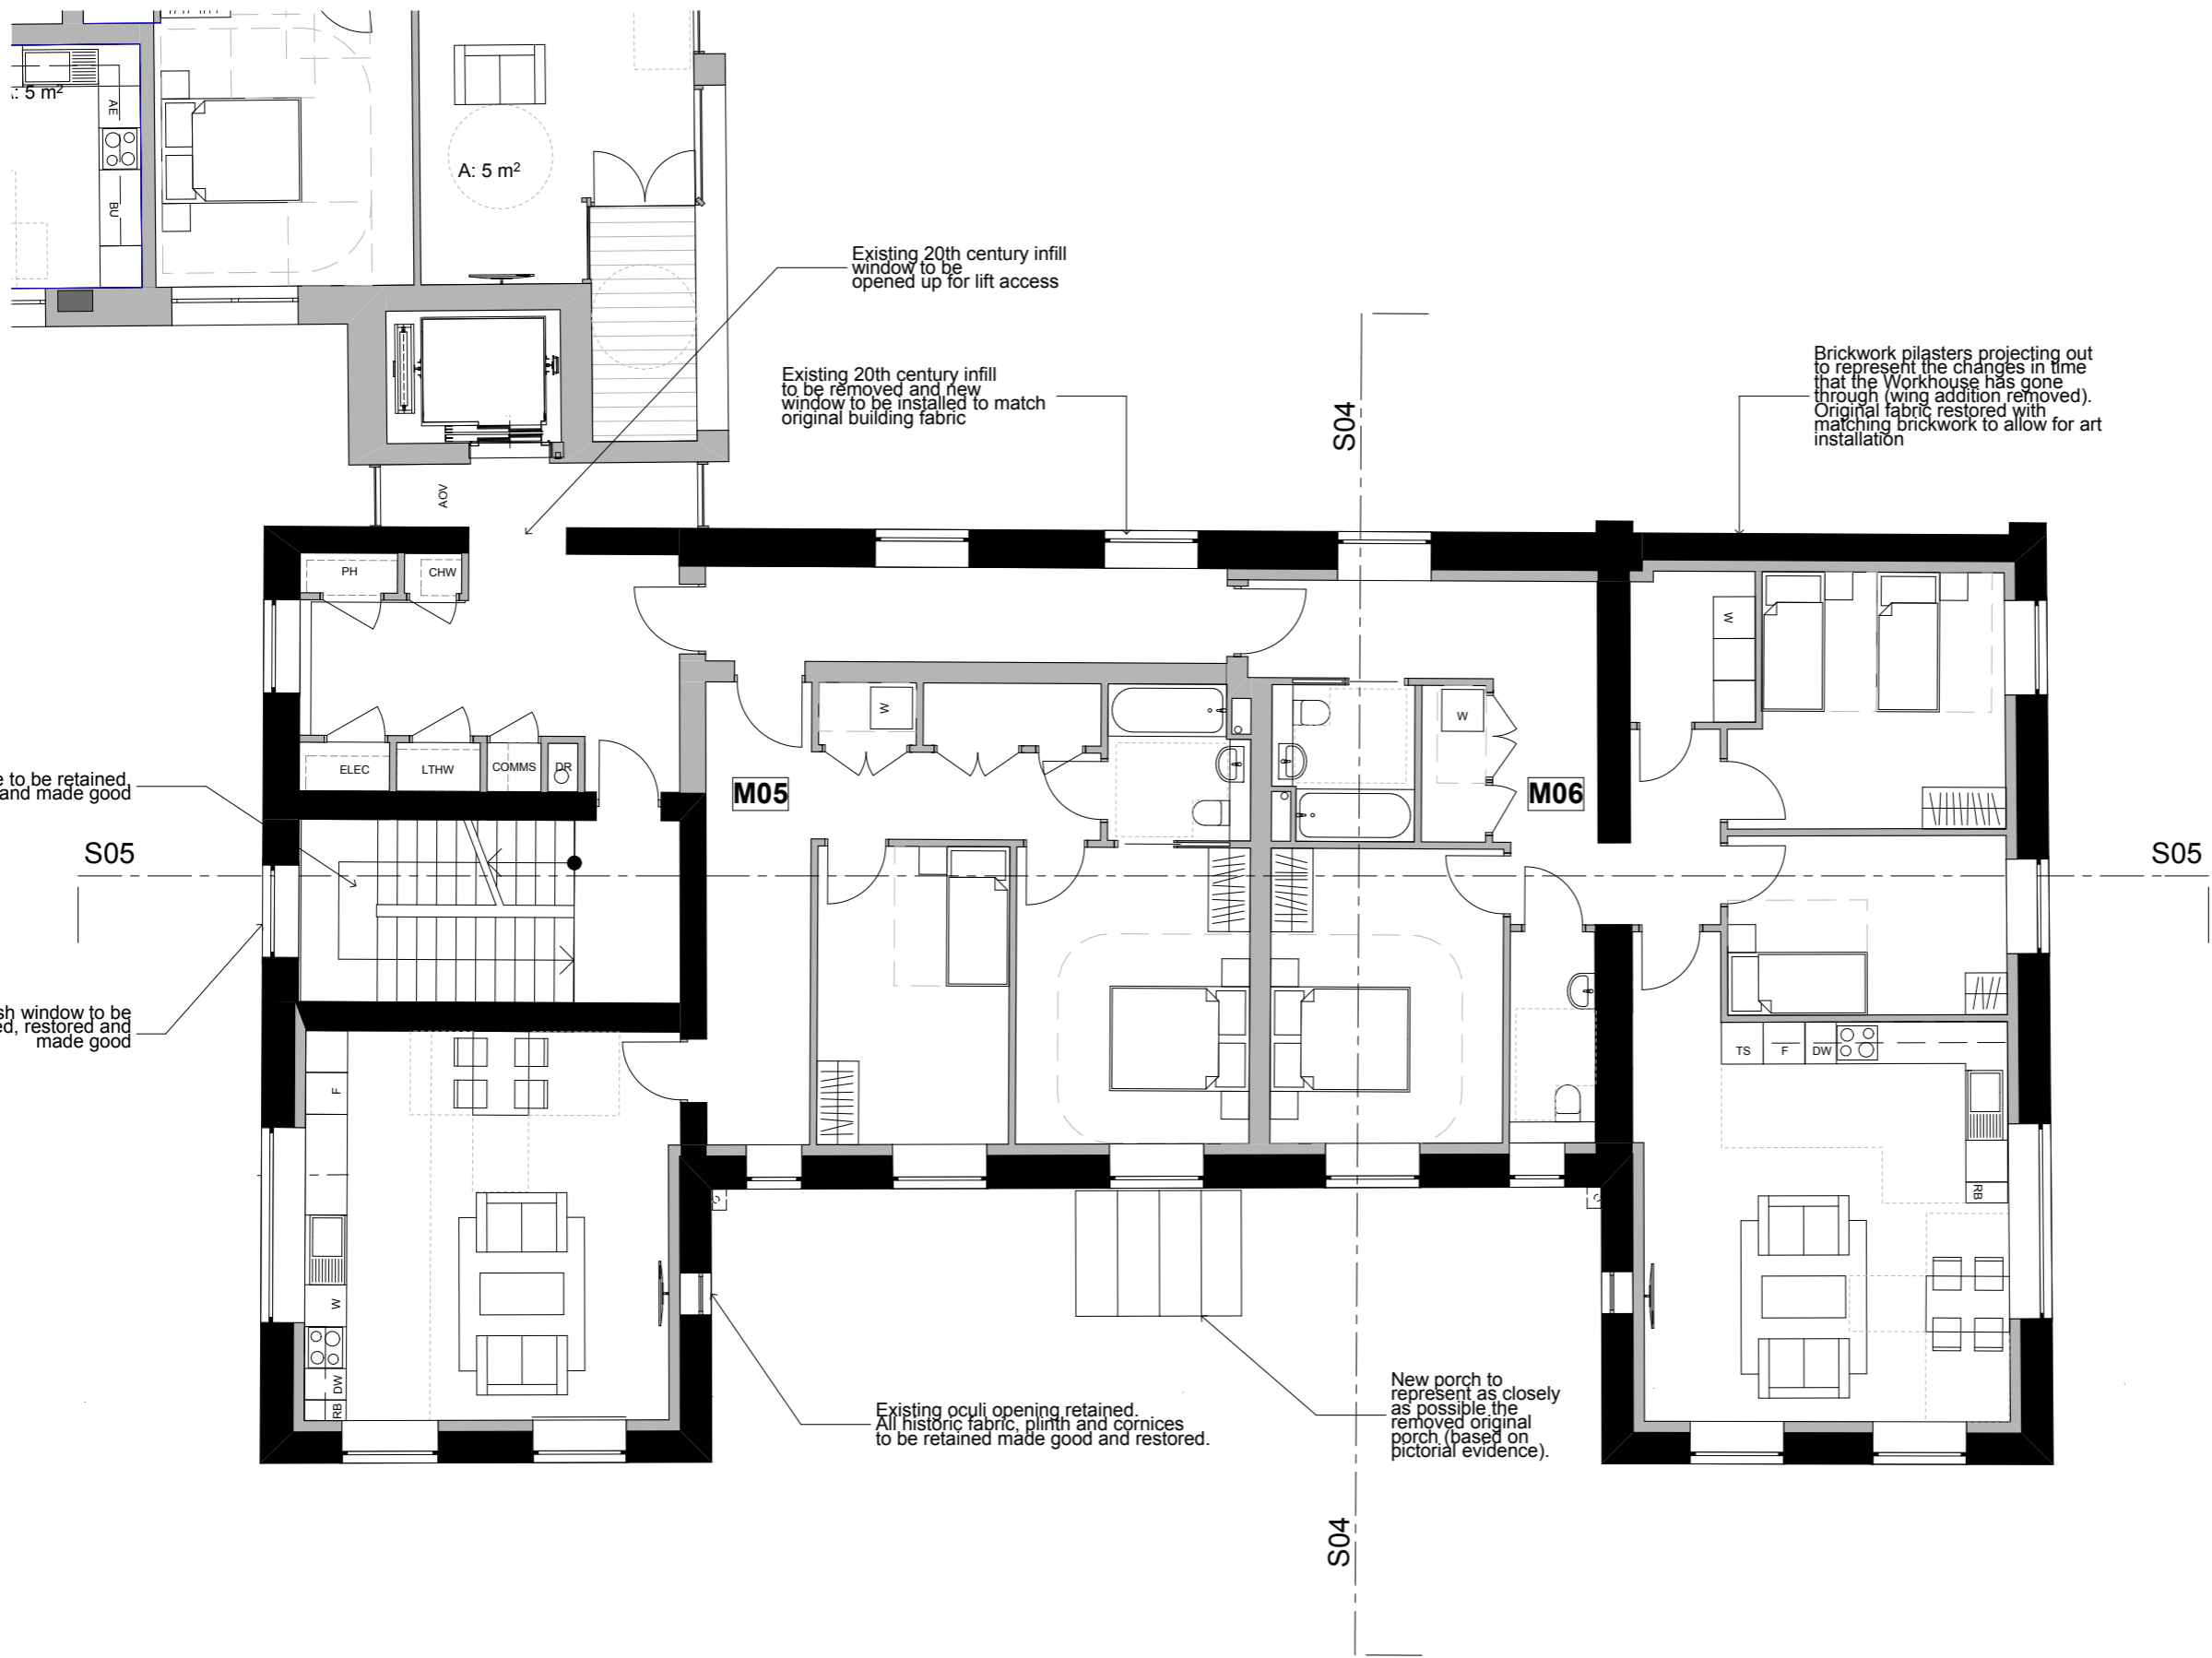 : 5 m²
AE
BU
A: 5 m²
Existing 20th century infill
window to be
opened up for lift access
Existing 20th century infill
to be removed and new
window to be installed to match
original building fabric
S04
Brickwork pilasters projecting out
to represent the changes in time
that the Workhouse has gone
through (wing addition removed).
Original fabric restored with
matching brickwork to allow for art
installation
AOV
PH
CHW
W
W
W
ELEC
LTHW
COMMS
DR
M05
M06
e to be retained,
and made good
S05
S05
sh window to be
ed, restored and
made good
F
W
DW
RB
TS
F
DW
RB
Existing oculi opening retained.
All historic fabric, plinth and cornices
to be retained made good and restored.
New porch to
represent as closely
as possible the
removed original
porch (based on
pictorial evidence).
S04